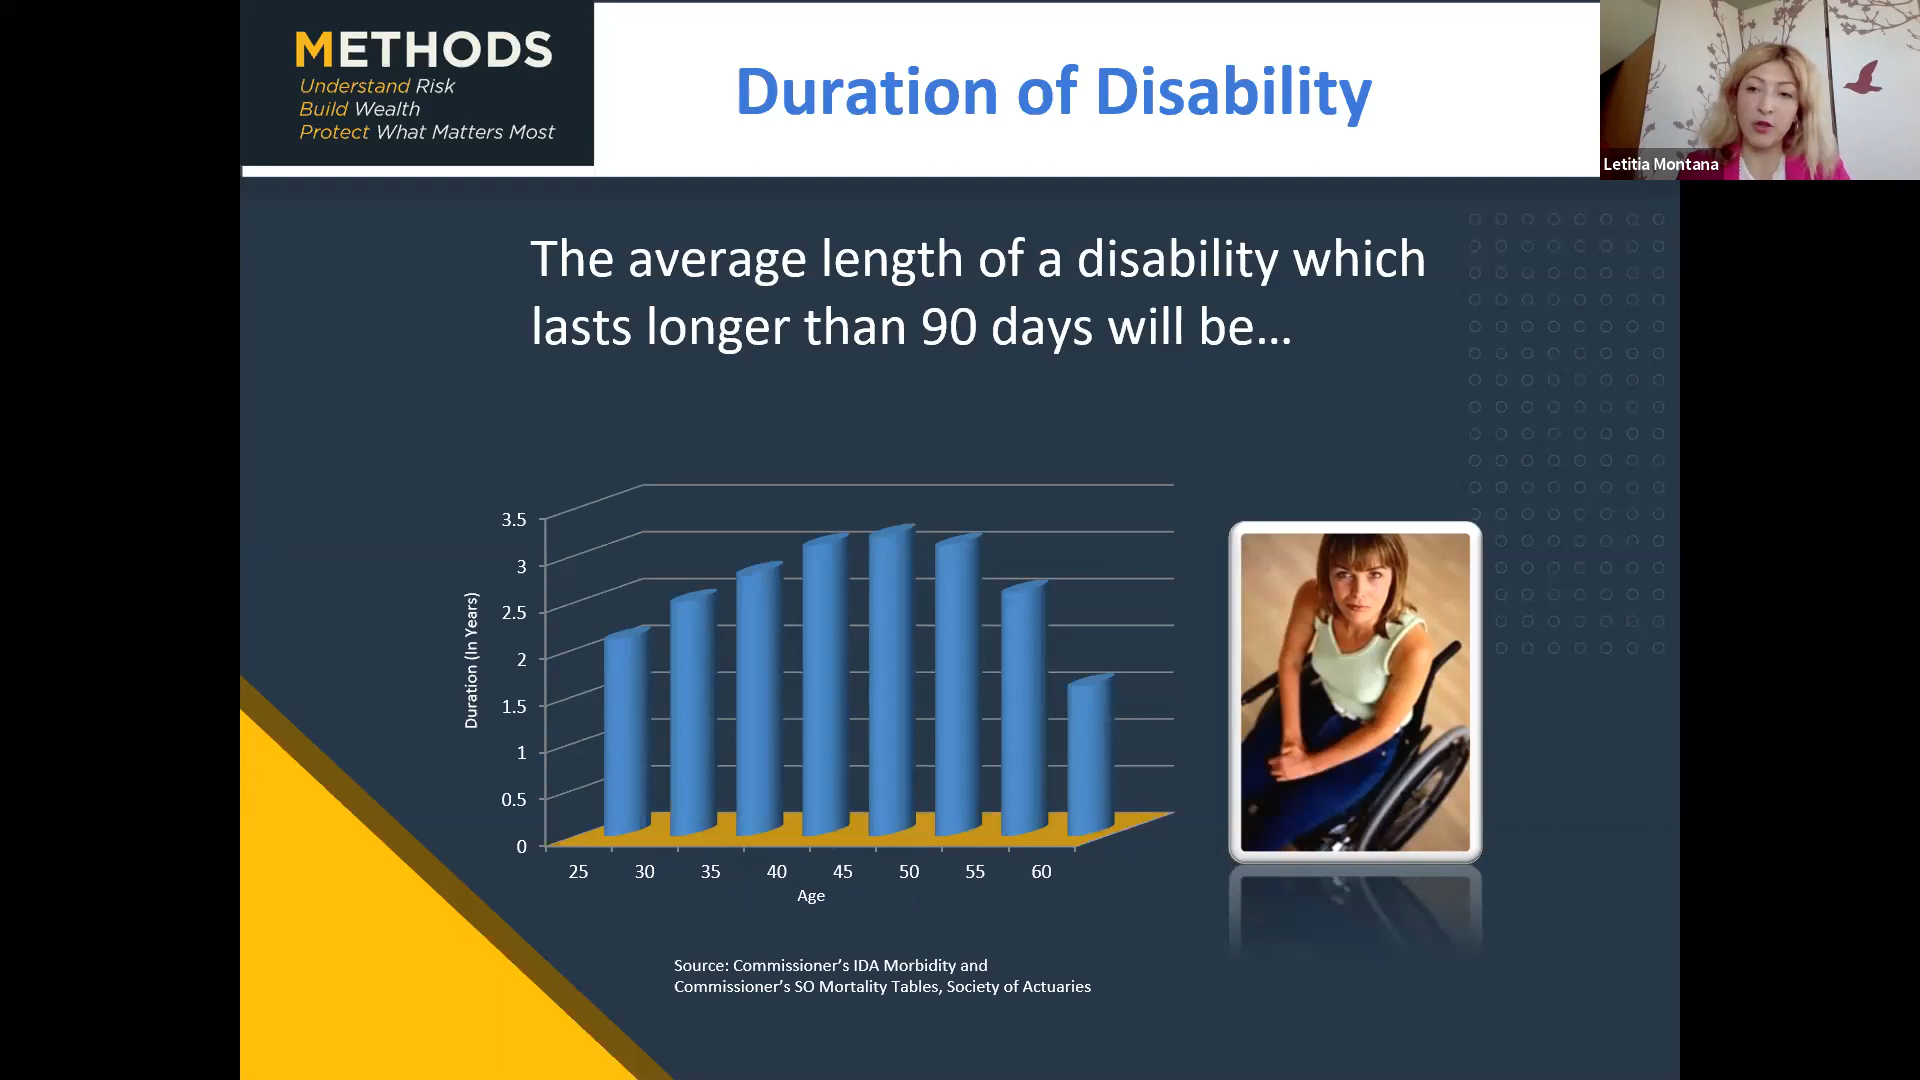 METHODS
Understand Risk
Build Wealth
Protect What Matters Most
Duration of Disability
Letitia Montana
The average length of a disability which
lasts longer than 90 days will be...
Duration (In Years)
3.5
3
2.5
2
1.5
1
0.5
0
25 30 35 40 45 50 55 60
Age
Source: Commissioner’s IDA Morbidity and
Commissioner’s SO Mortality Tables, Society of Actuaries